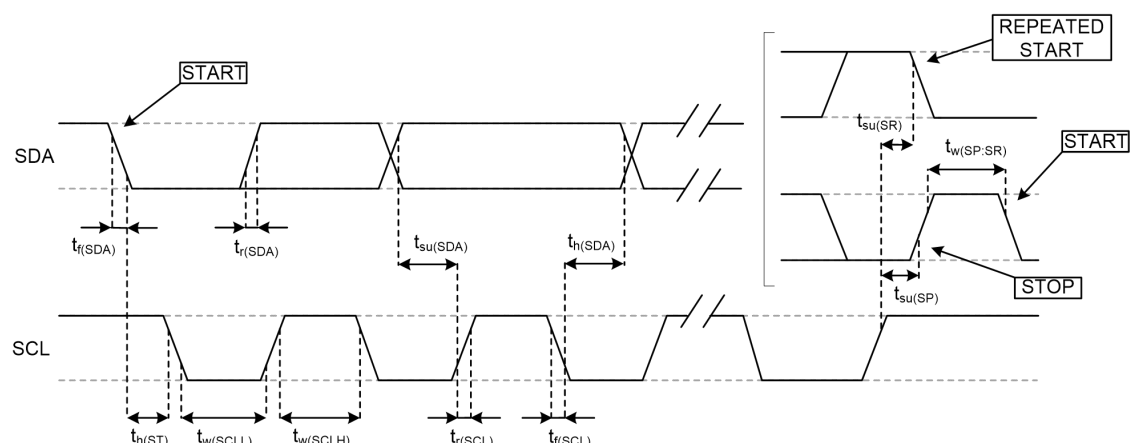 REPEATED
START
START
SDA
t_su(SR)
t_w(SP:SR)
START
t_f(SDA)
t_r(SDA)
t_su(SDA)
t_h(SDA)
t_su(SP)
STOP
SCL
t_h(ST)
t_w(SCLL)
t_w(SCLH)
t_r(SCL)
t_f(SCL)